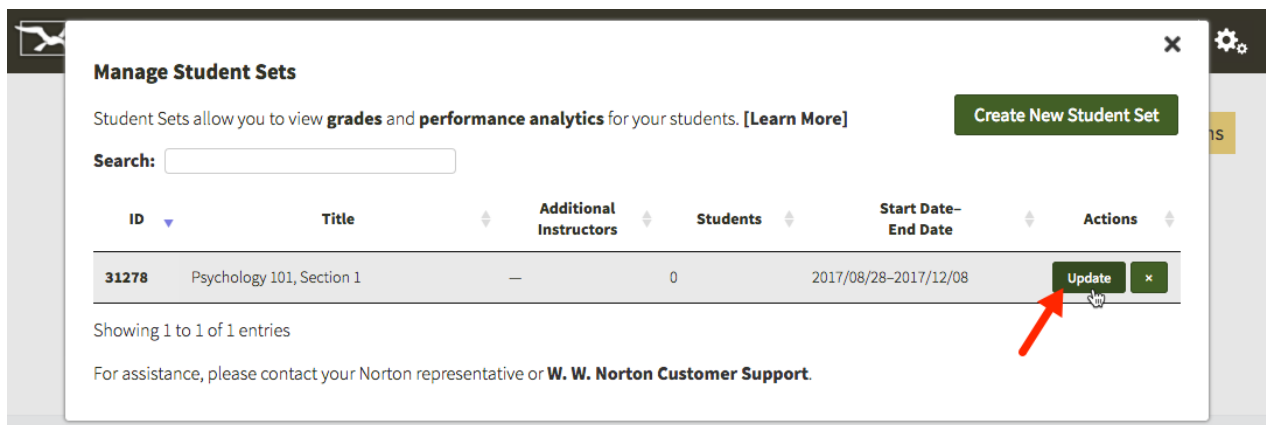 Manage Student Sets
Student Sets allow you to view grades and performance analytics for your students. [Learn More]
Create New Student Set
ns
Search:
ID Title Additional Instructors Students Start Date–End Date Actions
31278 Psychology 101, Section 1 — 0 2017/08/28–2017/12/08 Update ×
Showing 1 to 1 of 1 entries
For assistance, please contact your Norton representative or W. W. Norton Customer Support.